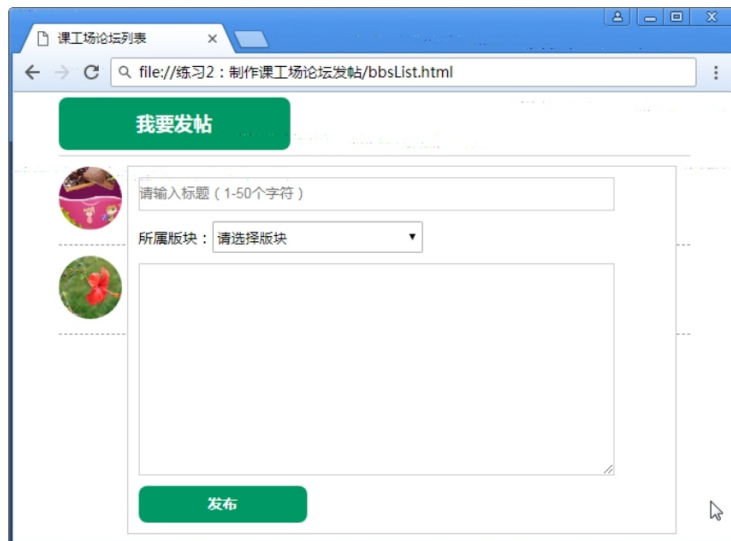 课工场论坛列表
file://练习2：制作课工场论坛发帖/bbsList.html
我要发帖
请输入标题（1-50个字符）
所属版块：请选择版块
发布